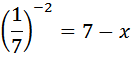 (1/7)^{-2} = 7 − x